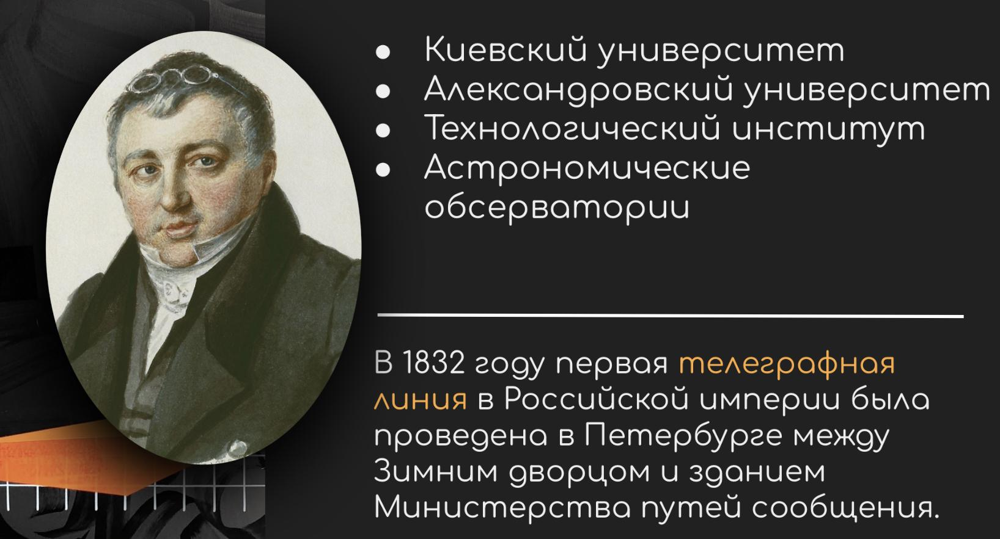 ● Киевский университет
● Александровский университет
● Технологический институт
● Астрономические
обсерватории
В 1832 году первая телеграфная
линия в Российской империи была
проведена в Петербурге между
Зимним дворцом и зданием
Министерства путей сообщения.